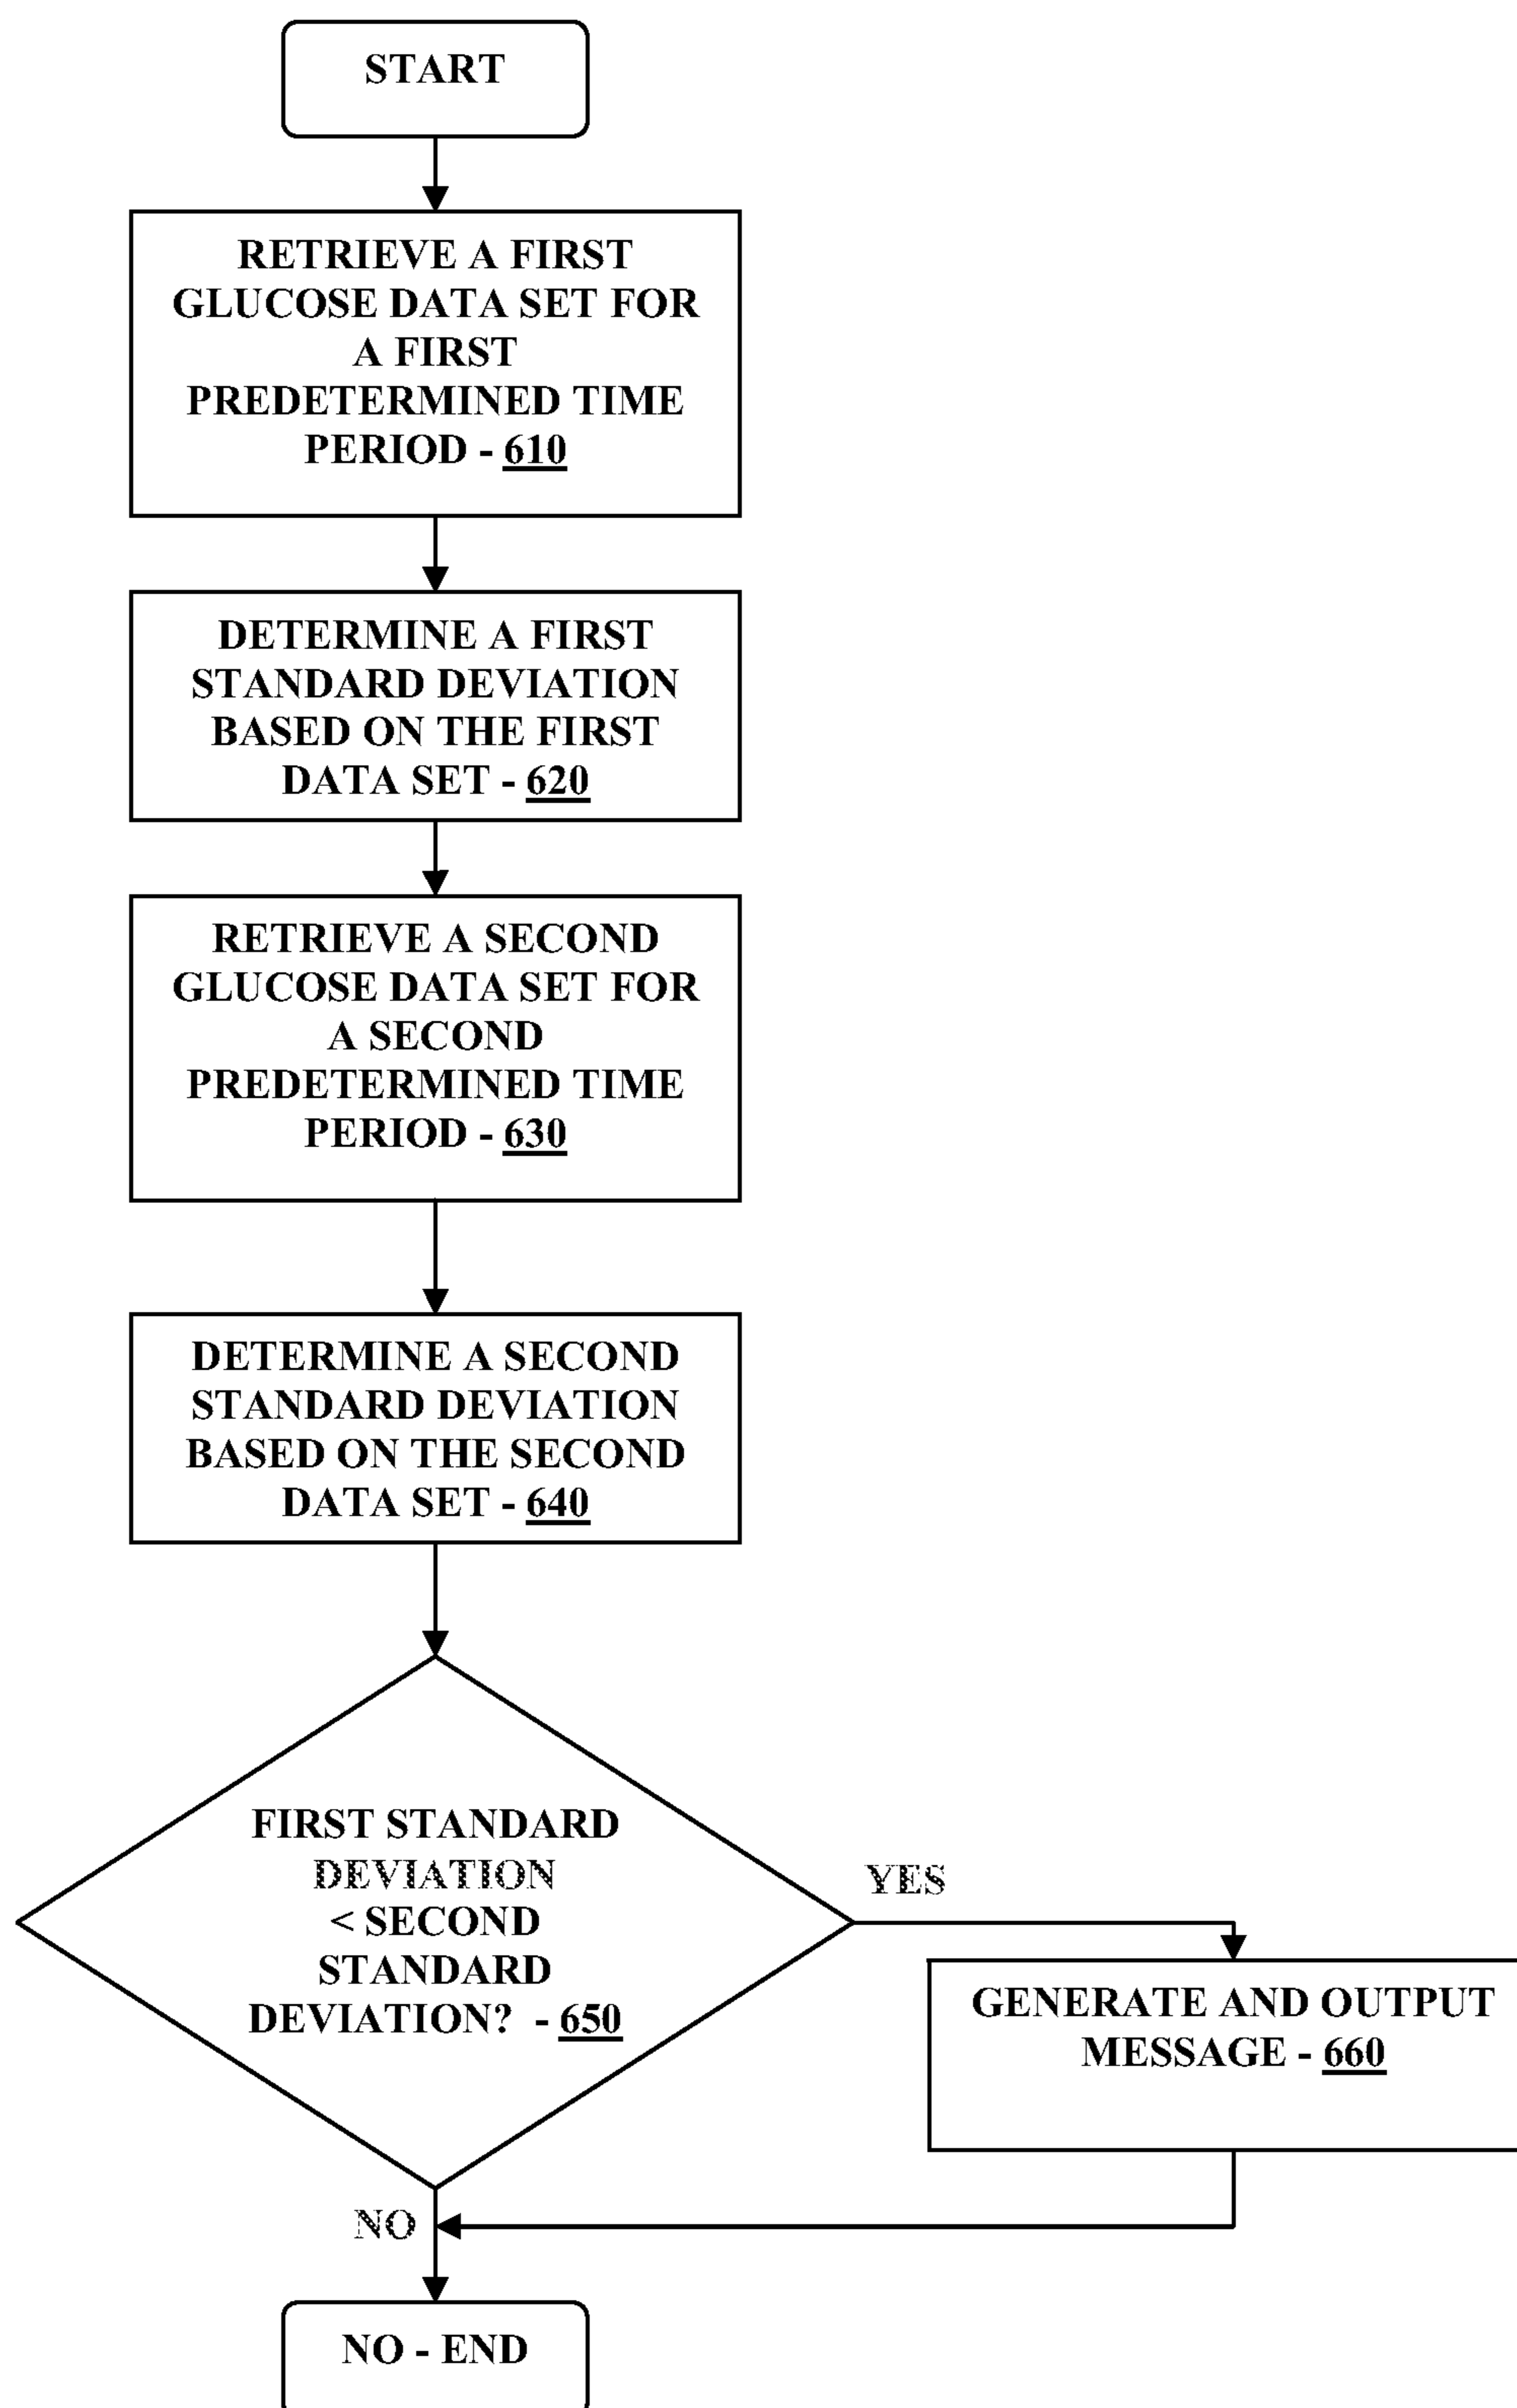 START
RETRIEVE A FIRST
GLUCOSE DATA SET FOR
A FIRST
PREDETERMINED TIME
PERIOD - 610
DETERMINE A FIRST
STANDARD DEVIATION
BASED ON THE FIRST
DATA SET - 620
RETRIEVE A SECOND
GLUCOSE DATA SET FOR
A SECOND
PREDETERMINED TIME
PERIOD - 630
DETERMINE A SECOND
STANDARD DEVIATION
BASED ON THE SECOND
DATA SET - 640
FIRST STANDARD
DEVIATION
< SECOND
STANDARD
DEVIATION? - 650
YES
GENERATE AND OUTPUT
MESSAGE - 660
NO
NO - END